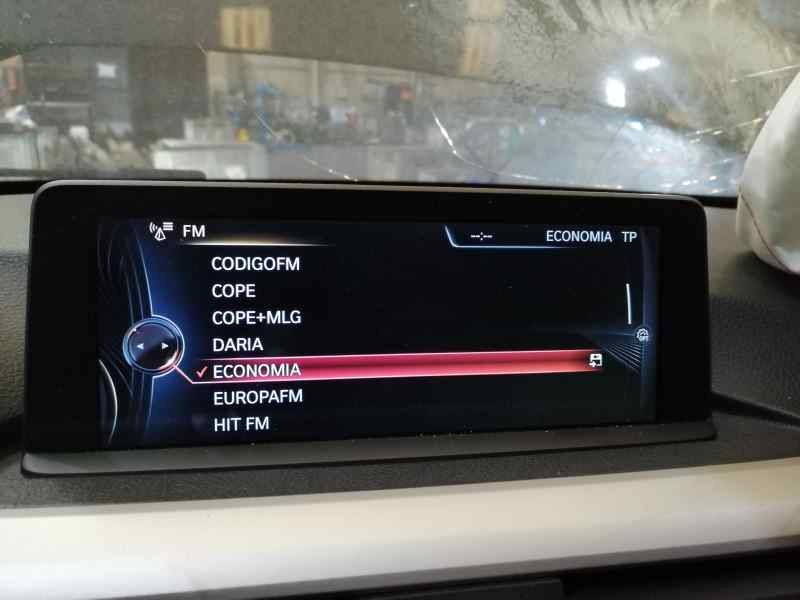 FM
--:-- ECONOMIA TP
CODIGOFM
COPE
COPE+MLG
DARIA
ECONOMIA
EUROPAFM
HIT FM